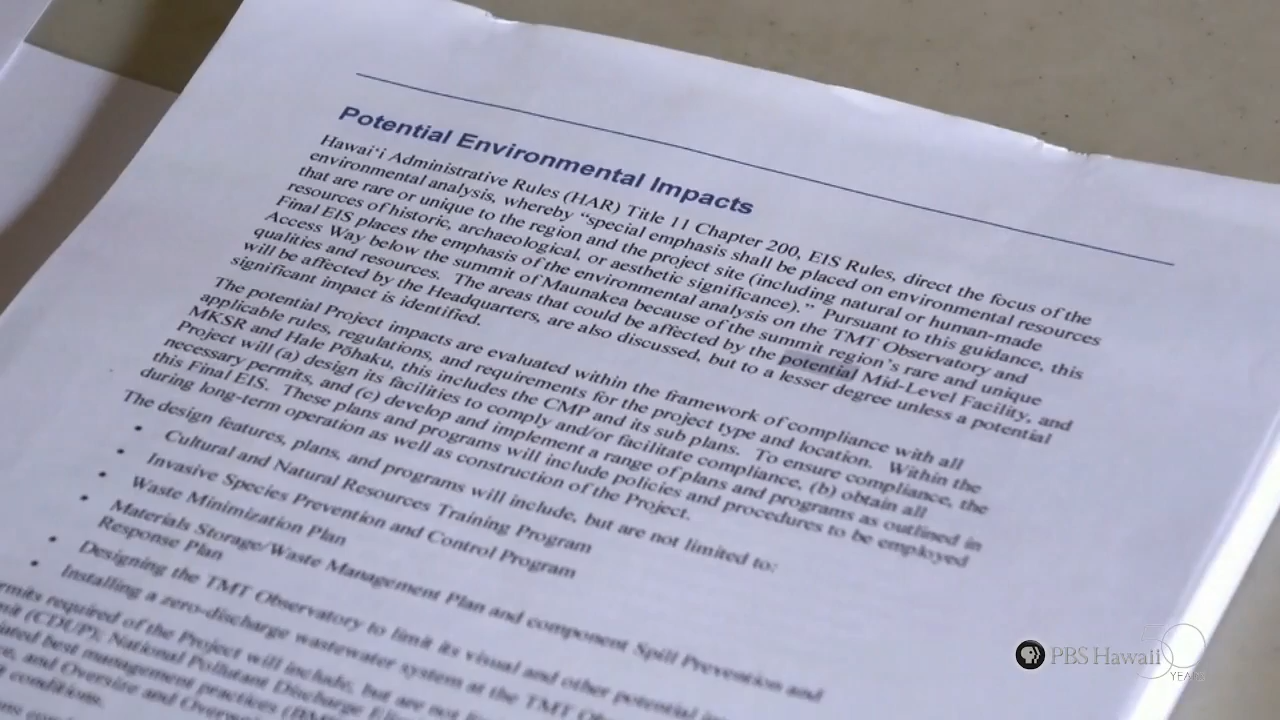 Potential Environmental Impacts
Hawai‘i Administrative Rules (HAR) Title 11 Chapter 200, EIS Rules, direct the focus of the
environmental analysis, whereby “special emphasis shall be placed on environmental resources
that are rare or unique to the region and the project site (including natural or human-made
resources of historic, archaeological, or aesthetic significance).” Pursuant to this guidance, this
Final EIS places the emphasis of the environmental analysis on the TMT Observatory and
Access Way below the summit of Maunakea because of the summit region’s rare and unique
qualities and resources. The areas that could be affected by the potential Mid-Level Facility, and
will be affected by the Headquarters, are also discussed, but to a lesser degree unless a potential
significant impact is identified.
The potential Project impacts are evaluated within the framework of compliance with all
applicable rules, regulations, and requirements for the project type and location. Within the
MKSR and Hale Pōhaku, this includes the CMP and its sub plans. To ensure compliance, the
Project will (a) design its facilities to comply and/or facilitate compliance, (b) obtain all
necessary permits, and (c) develop and implement a range of plans and programs as outlined in
this Final EIS. These plans and programs will include policies and procedures to be employed
during long-term operation as well as construction of the Project.
The design features, plans, and programs will include, but are not limited to:
• Cultural and Natural Resources Training Program
• Invasive Species Prevention and Control Program
• Waste Minimization Plan
• Materials Storage/Waste Management Plan and component Spill Prevention and
Response Plan
• Designing the TMT Observatory to limit its visual and other potential
• Installing a zero-discharge wastewater system at the TMT
required of the Project will include, but are not
(CDUP); National Pollutant Discharge
best management practices
and Oversize and
conditions.
PBS Hawaii 50
YEARS